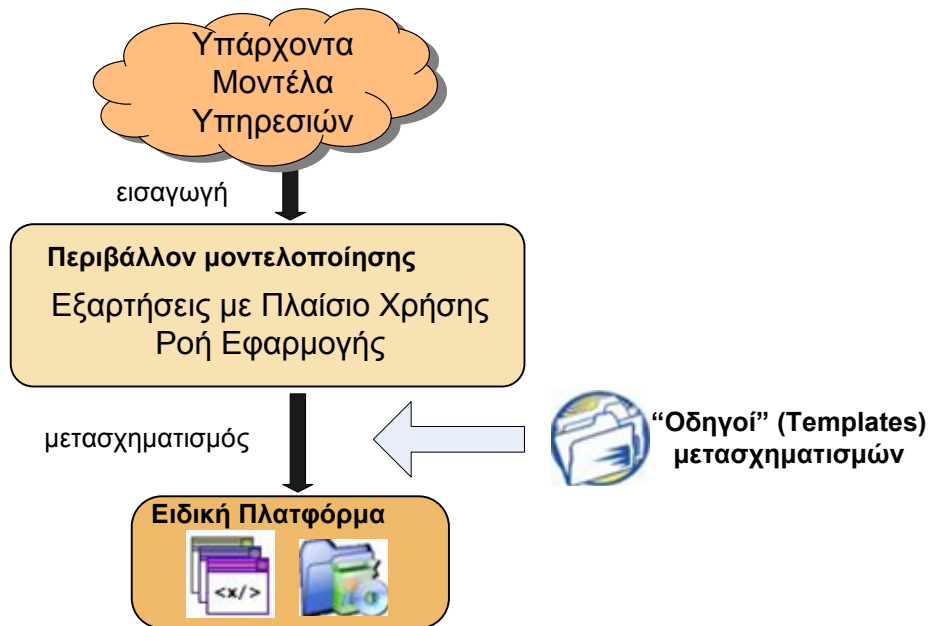 Υπάρχοντα
Μοντέλα
Υπηρεσιών
εισαγωγή
Περιβάλλον μοντελοποίησης
Εξαρτήσεις με Πλαίσιο Χρήσης
Ροή Εφαρμογής
μετασχηματισμός
“Οδηγοί” (Templates)
μετασχηματισμών
Ειδική Πλατφόρμα
<x/>